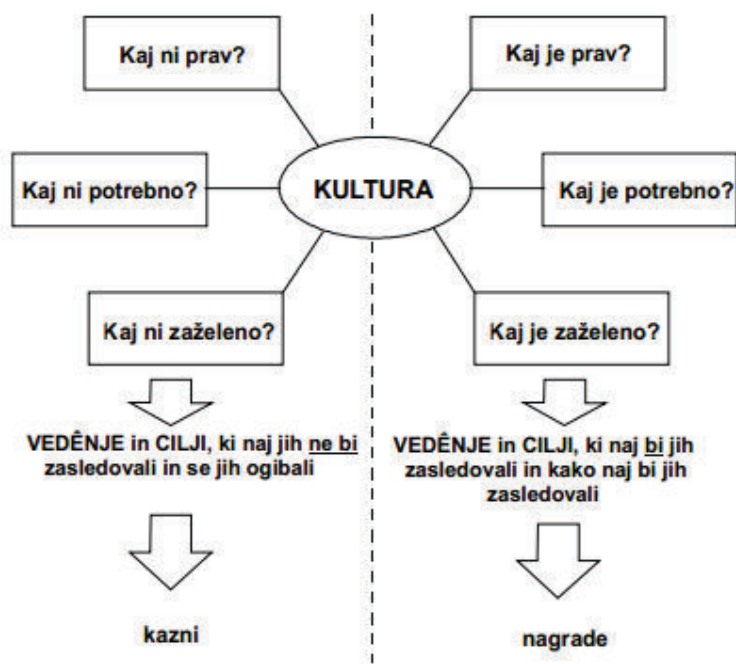 Kaj ni prav?
Kaj je prav?
Kaj ni potrebno?
KULTURA
Kaj je potrebno?
Kaj ni zaželeno?
Kaj je zaželeno?
VEDÊNJE in CILJI, ki naj jih ne bi
zasledovali in se jih ogibali
VEDÊNJE in CILJI, ki naj bi jih
zasledovali in kako naj bi jih
zasledovali
kazni
nagrade